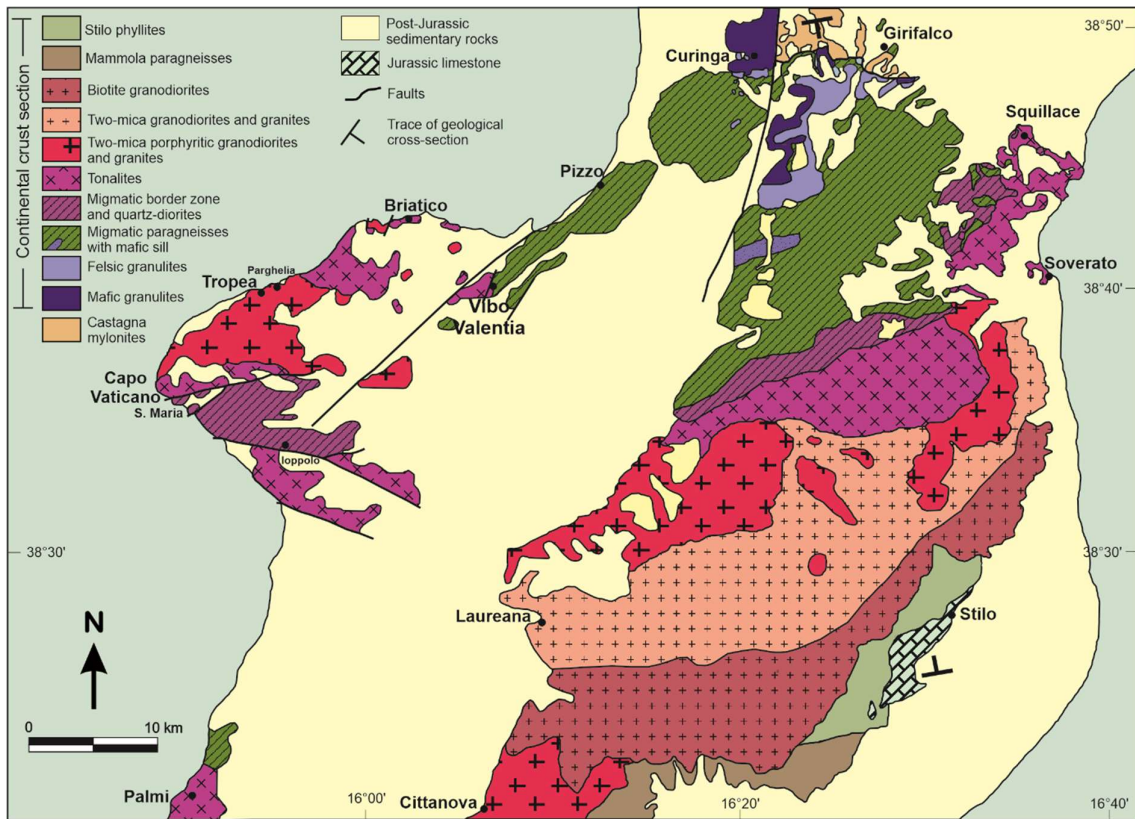 Continental crust section
Stilo phyllites
Mammola paragneisses
Biotite granodiorites
Two-mica granodiorites and granites
Two-mica porphyritic granodiorites
and granites
Tonalites
Migmatic border zone
and quartz-diorites
Migmatic paragneisses
with mafic sill
Felsic granulites
Mafic granulites
Castagna
mylonites
Post-Jurassic
sedimentary rocks
Jurassic limestone
Faults
Trace of geological
cross-section
Curinga
Girifalco
38°50'
Squillace
Pizzo
Briatico
Parghelia
Tropea
Soverato
38°40'
Vibo
Valentia
Capo
Vaticano
S. Maria
Ioppolo
38°30'
38°30'
Laureana
Stilo
N
0
10 km
Palmi
16°00'
Cittanova
16°20'
16°40'